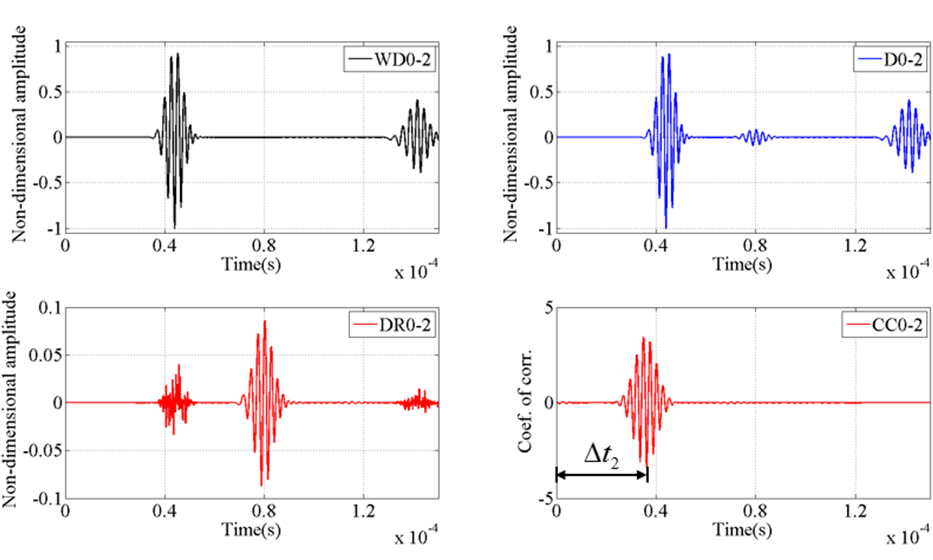 Non-dimensional amplitude
1
0.5
0
-0.5
-1
WD0-2
0 0.4 0.8 1.2
Time(s)
x 10-4
Non-dimensional amplitude
1
0.5
0
-0.5
-1
D0-2
0 0.4 0.8 1.2
Time(s)
x 10-4
Non-dimensional amplitude
0.1
0.05
0
-0.05
-0.1
DR0-2
0 0.4 0.8 1.2
Time(s)
x 10-4
Coef. of corr.
5
0
-5
CC0-2
Δt2
0 0.4 0.8 1.2
Time(s)
x 10-4